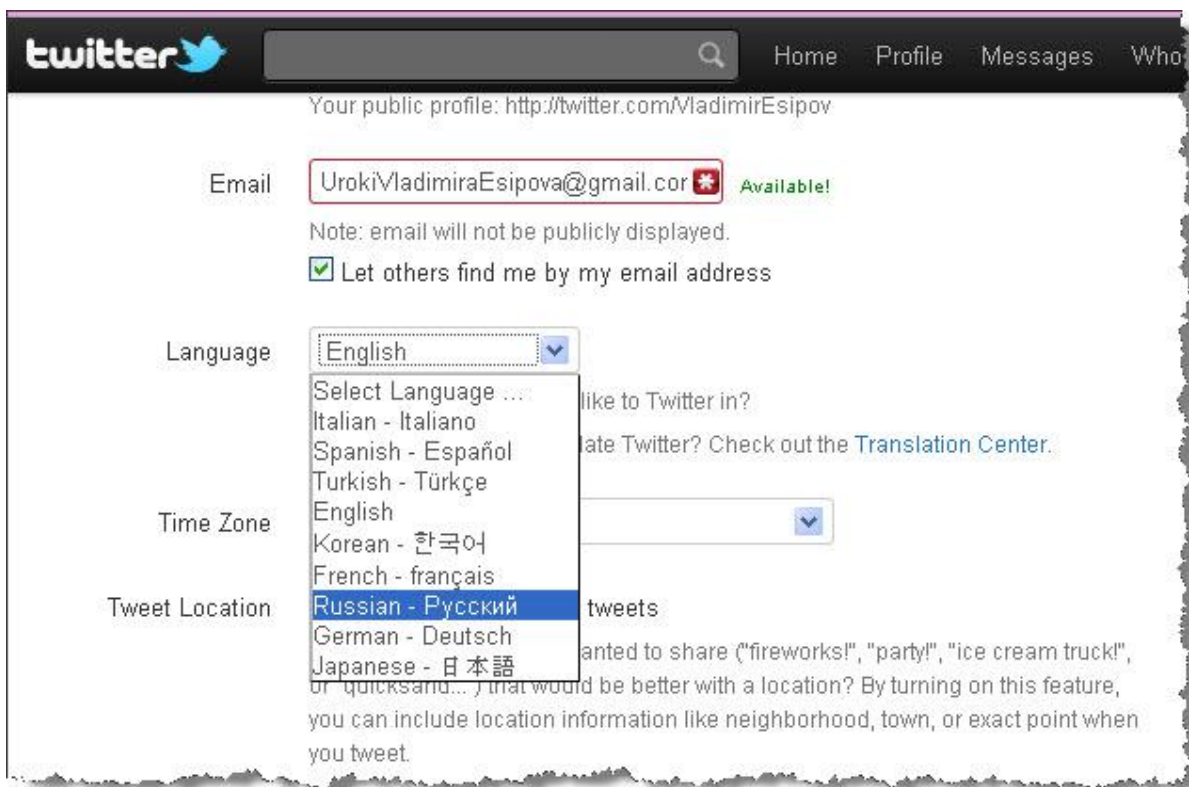 twitter Home Profile Messages Who
Your public profile: http://twitter.com/VladimirEsipov
Email UrokiVladimiraEsipova@gmail.cor Available!
Note: email will not be publicly displayed.
Let others find me by my email address
Language English
Select Language ...
like to Twitter in?
Italian - Italiano
Spanish - Español
late Twitter? Check out the Translation Center.
Turkish - Türkçe
English
Time Zone
Korean - 한국어
French - français
Russian - Русский
Tweet Location tweets
German - Deutsch
Japanese - 日本語
anted to share ("fireworks!", "party!", "ice cream truck!",
or "quicksand...") that would be better with a location? By turning on this feature,
you can include location information like neighborhood, town, or exact point when
you tweet.